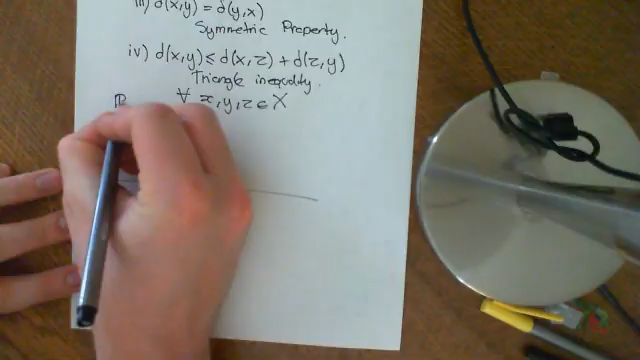 iii) d(x,y) = d(y,x)
Symmetric Property.
iv) d(x,y) ≤ d(x,z) + d(z,y)
Triangle inequality.
ℝ ∀ x,y,z ∈ X